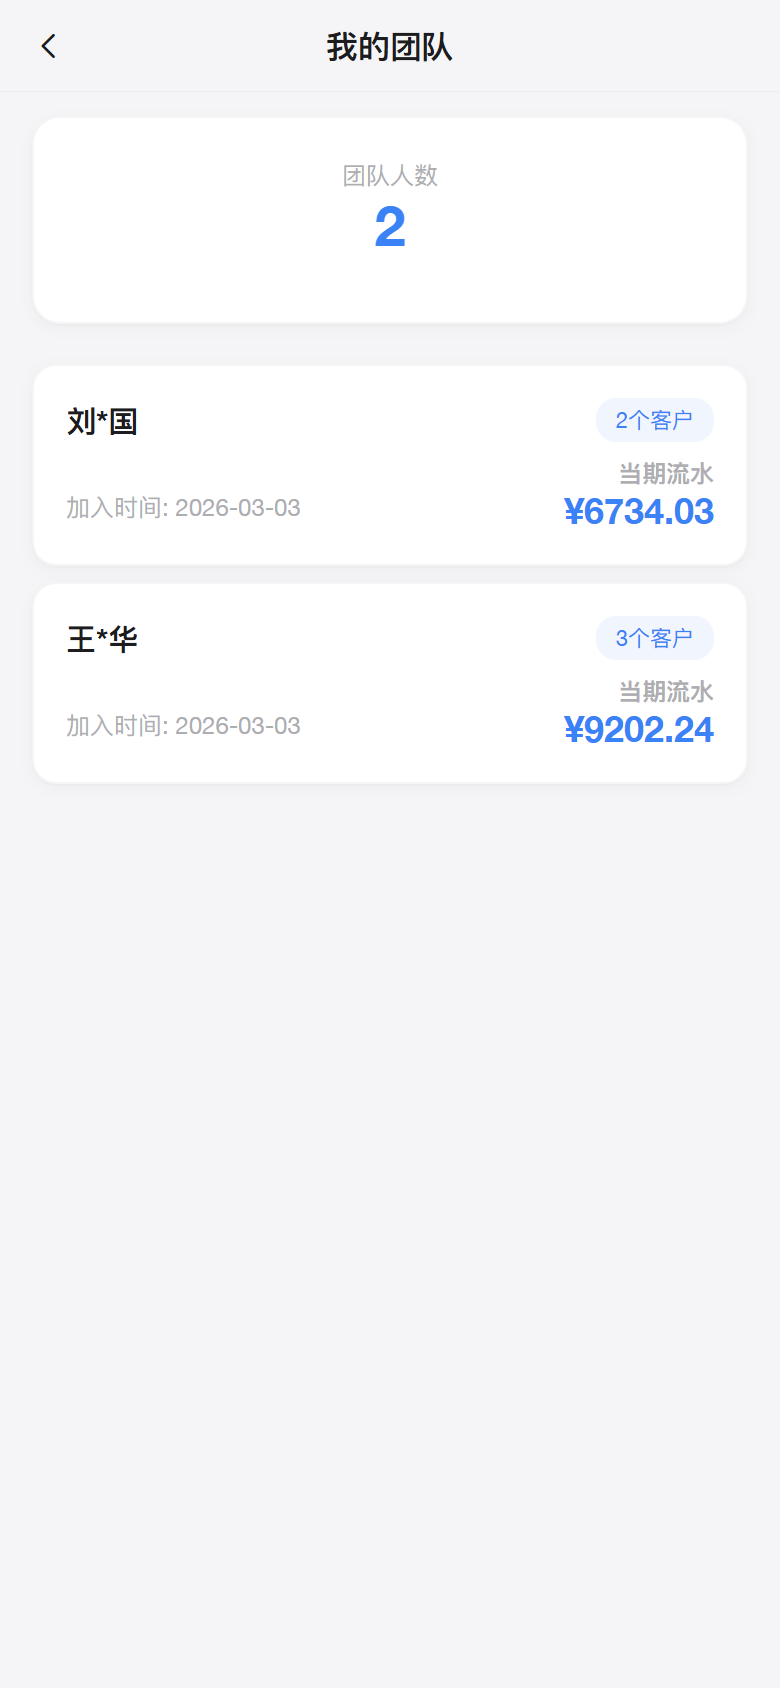 我的团队
团队人数
2
刘*国
2个客户
当期流水
加入时间: 2026-03-03
¥6734.03
王*华
3个客户
当期流水
加入时间: 2026-03-03
¥9202.24